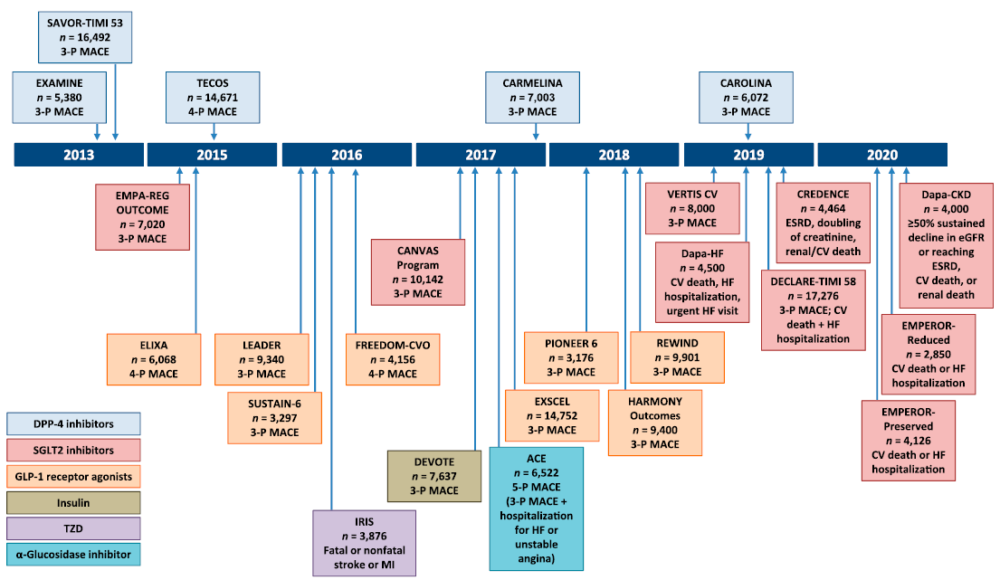 SAVOR-TIMI 53
n = 16,492
3-P MACE
EXAMINE
n = 5,380
3-P MACE
TECOS
n = 14,671
4-P MACE
CARMELINA
n = 7,003
3-P MACE
CAROLINA
n = 6,072
3-P MACE
2013
2015
2016
2017
2018
2019
2020
EMPA-REG
OUTCOME
n = 7,020
3-P MACE
CANVAS
Program
n = 10,142
3-P MACE
VERTIS CV
n = 8,000
3-P MACE
CREDENCE
n = 4,464
ESRD, doubling
of creatinine,
renal/CV death
Dapa-CKD
n = 4,000
≥50% sustained
decline in eGFR
or reaching
ESRD,
CV death, or
renal death
Dapa-HF
n = 4,500
CV death, HF
hospitalization,
urgent HF visit
DECLARE-TIMI 58
n = 17,276
3-P MACE; CV
death + HF
hospitalization
EMPEROR-
Reduced
n = 2,850
CV death or HF
hospitalization
EMPEROR-
Preserved
n = 4,126
CV death or HF
hospitalization
ELIXA
n = 6,068
4-P MACE
LEADER
n = 9,340
3-P MACE
FREEDOM-CVO
n = 4,156
4-P MACE
PIONEER 6
n = 3,176
3-P MACE
REWIND
n = 9,901
3-P MACE
SUSTAIN-6
n = 3,297
3-P MACE
EXSCEL
n = 14,752
3-P MACE
HARMONY
Outcomes
n = 9,400
3-P MACE
DEVOTE
n = 7,637
3-P MACE
ACE
n = 6,522
5-P MACE
(3-P MACE +
hospitalization
for HF or
unstable
angina)
IRIS
n = 3,876
Fatal or nonfatal
stroke or MI
DPP-4 inhibitors
SGLT2 inhibitors
GLP-1 receptor agonists
Insulin
TZD
α-Glucosidase inhibitor